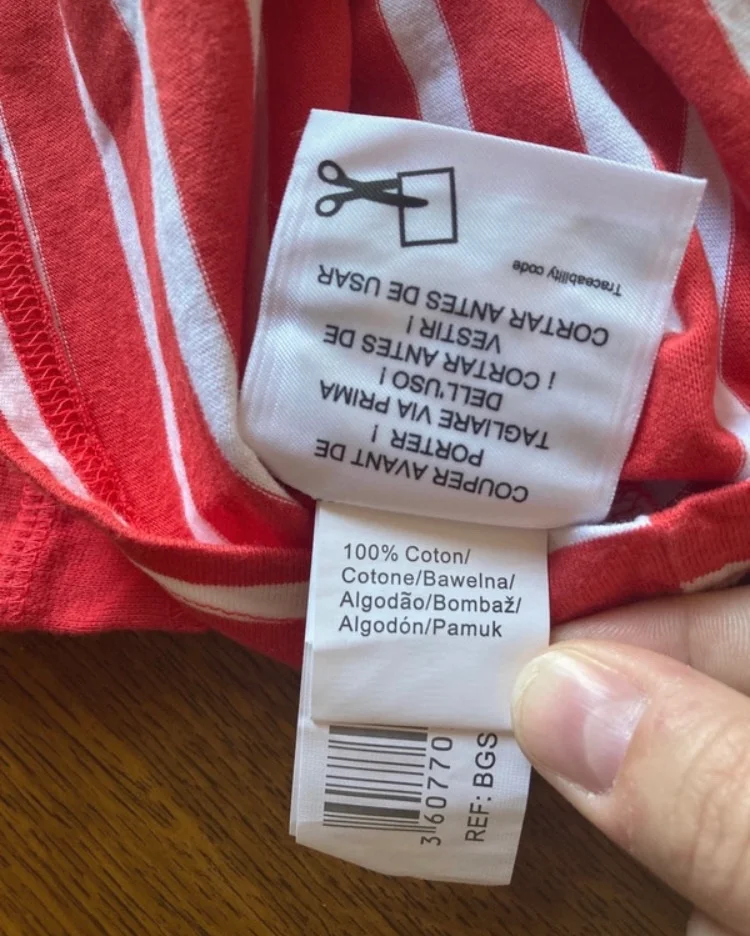 COUPER AVANT DE
PORTER !
TAGLIARE VIA PRIMA
DELL'USO !
¡ CORTAR ANTES DE
VESTIR !
CORTAR ANTES DE USAR
Traceability code
100% Coton/
Cotone/Bawelna/
Algodão/Bombaž/
Algodón/Pamuk
3 60770
REF: BGS